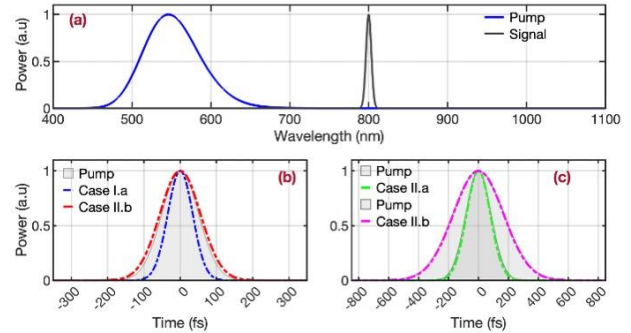 (a)
Pump
Signal
Power (a.u)
1
0.5
0
400 500 600 700 800 900 1000 1100
Wavelength (nm)
(b)
Pump
Case I.a
Case II.b
Power (a.u)
1
0.5
0
-300 -200 -100 0 100 200 300
Time (fs)
(c)
Pump
Case II.a
Pump
Case II.b
Power (a.u)
1
0.5
0
-800 -600 -400 -200 0 200 400 600 800
Time (fs)